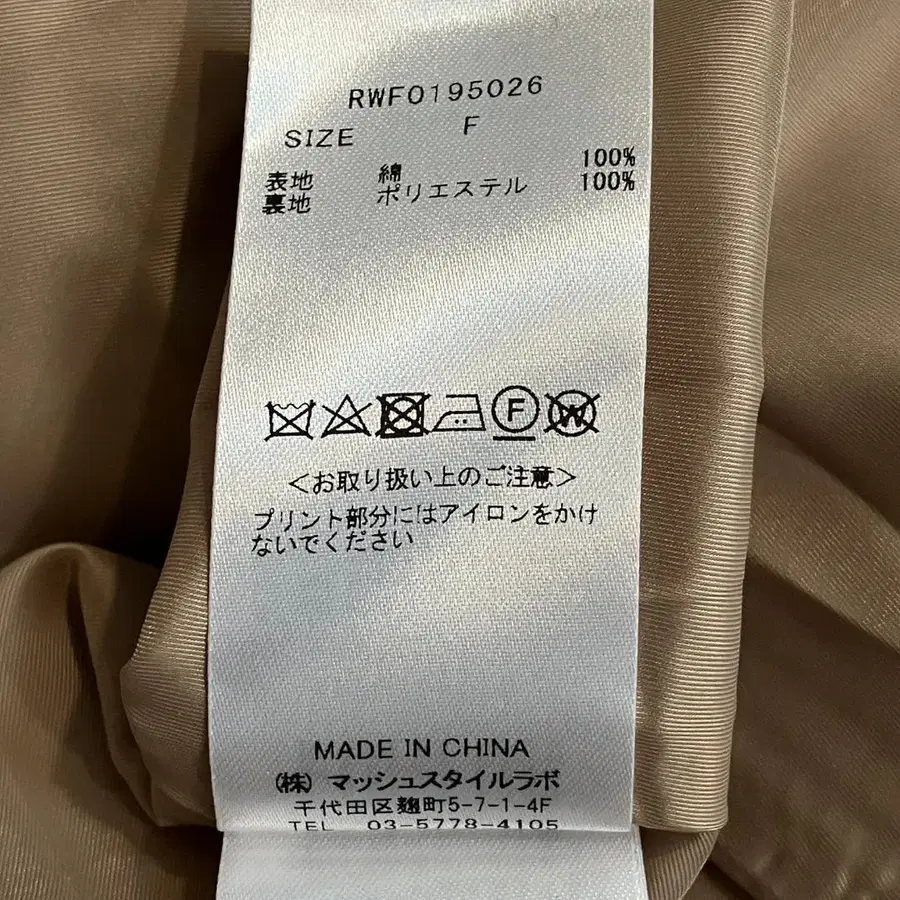 RWF0195026
SIZE F
表地 綿 100%
裏地 ポリエステル 100%
F W
<お取り扱い上のご注意>
プリント部分にはアイロンをかけ
ないでください
MADE IN CHINA
(株) マッシュスタイルラボ
千代田区麹町5-7-1-4F
TEL 03-5778-4105